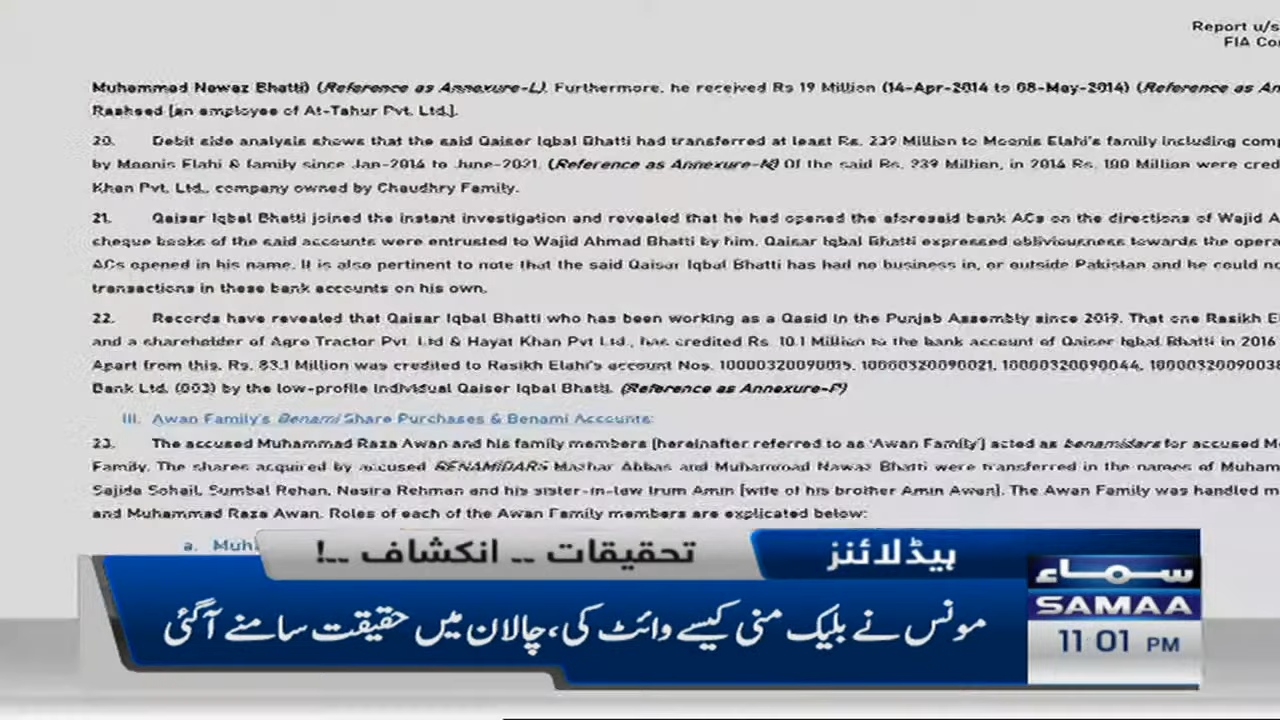 Report u/s
FIA Co
Muhammad Nawaz Bhatti) (Reference as Annexure-L). Furthermore, he received Rs 19 Million (14-Apr-2014 to 08-May-2014) (Reference as An
Rasheed [an employee of At-Tahur Pvt. Ltd.].
20. Debit side analysis shows that the said Qaiser Iqbal Bhatti had transferred at least Rs. 239 Million to Moonis Elahi's family including comp
by Moonis Elahi & family since Jan-2014 to June-2021. (Reference as Annexure-N) Of the said Rs. 239 Million, in 2014 Rs. 100 Million were cred
Khan Pvt. Ltd., company owned by Chaudhry Family.
21. Qaisar Iqbal Bhatti joined the instant investigation and revealed that he had opened the aforesaid bank ACs on the directions of Wajid A
cheque books of the said accounts were entrusted to Wajid Ahmad Bhatti by him. Qaisar Iqbal Bhatti expressed obliviousness towards the opera
ACs opened in his name. It is also pertinent to note that the said Qaisar Iqbal Bhatti has had no business in, or outside Pakistan and he could no
transactions in these bank accounts on his own.
22. Records have revealed that Qaisar Iqbal Bhatti who has been working as a Qasid in the Punjab Assembly since 2019. That one Rasikh E
and a shareholder of Agro Tractor Pvt. Ltd & Hayat Khan Pvt Ltd., has credited Rs. 10.1 Million to the bank account of Qaiser Iqbal Bhatti in 2016
Apart from this, Rs. 83.1 Million was credited to Rasikh Elahi's account Nos. 10000320090015, 10000320090021, 10000320090044, 1000032009003
Bank Ltd. (003) by the low-profile individual Qaiser Iqbal Bhatti. (Reference as Annexure-P)
III. Awan Family's Benami Share Purchases & Benami Accounts:
23. The accused Muhammad Raza Awan and his family members [hereinafter referred to as 'Awan Family'] acted as benamidars for accused M
Family. The shares acquired by accused BENAMIDARS Mazhar Abbas and Muhammad Nawaz Bhatti were transferred in the names of Muham
Sajida Sohail, Sumbal Rehan, Nasira Rehman and his sister-in-law Irum Amin [wife of his brother Amin Awan]. The Awan Family was handled m
and Muhammad Raza Awan. Roles of each of the Awan Family members are explicated below:
a. Muh
ہیڈلائنز
تحقیقات .. انکشاف ..!
مونس نے بلیک منی کیسے وائٹ کی، چالان میں حقیقت سامنے آگئی
سماء
SAMAA
11 01 PM